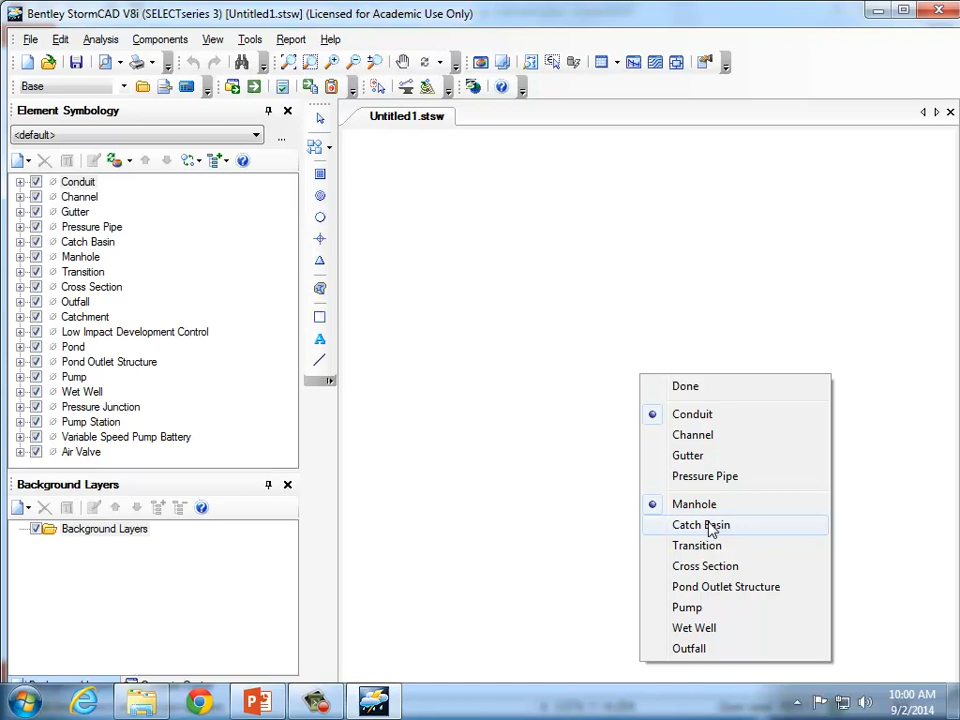 Bentley StormCAD V8i (SELECTseries 3) [Untitled1.stsw] (Licensed for Academic Use Only)
File Edit Analysis Components View Tools Report Help
Base
Element Symbology
<default>
...
Conduit
Channel
Gutter
Pressure Pipe
Catch Basin
Manhole
Transition
Cross Section
Outfall
Catchment
Low Impact Development Control
Pond
Pond Outlet Structure
Pump
Wet Well
Pressure Junction
Pump Station
Variable Speed Pump Battery
Air Valve
Background Layers
Background Layers
Untitled1.stsw
Done
Conduit
Channel
Gutter
Pressure Pipe
Manhole
Catch Basin
Transition
Cross Section
Pond Outlet Structure
Pump
Wet Well
Outfall
10:00 AM
9/2/2014